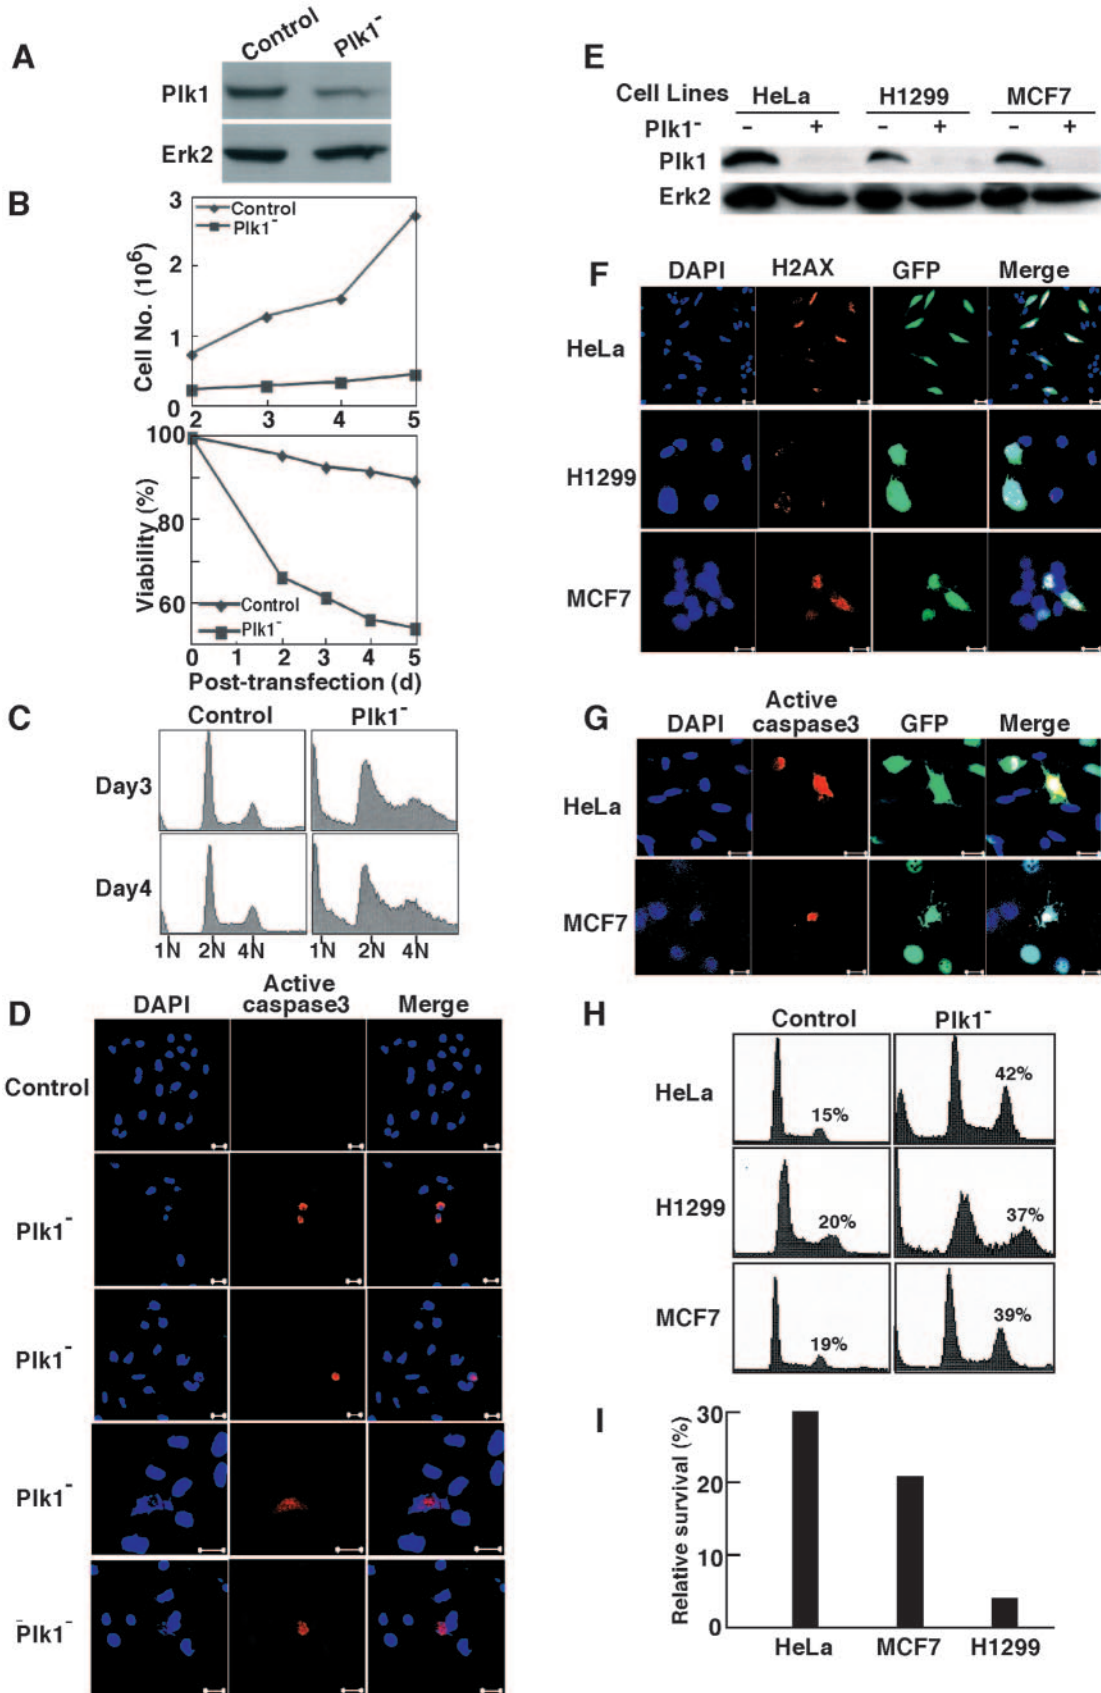 A
Control Plk1⁻
Plk1
Erk2
B
3
Control
Plk1⁻
2
1
0
Cell No. (10⁶)
2 3 4 5
100
80
60
Viability (%)
Control
Plk1⁻
0 1 2 3 4 5
Post-transfection (d)
C
Control Plk1⁻
Day3
Day4
1N 2N 4N 1N 2N 4N
D
DAPI Active caspase3 Merge
Control
Plk1⁻
Plk1⁻
Plk1⁻
Plk1⁻
E
Cell Lines HeLa H1299 MCF7
Plk1⁻ - + - + - +
Plk1
Erk2
F
DAPI H2AX GFP Merge
HeLa
H1299
MCF7
G
DAPI Active caspase3 GFP Merge
HeLa
MCF7
H
Control Plk1⁻
HeLa 15% 42%
H1299 20% 37%
MCF7 19% 39%
I
Relative survival (%)
30
20
10
0
HeLa MCF7 H1299